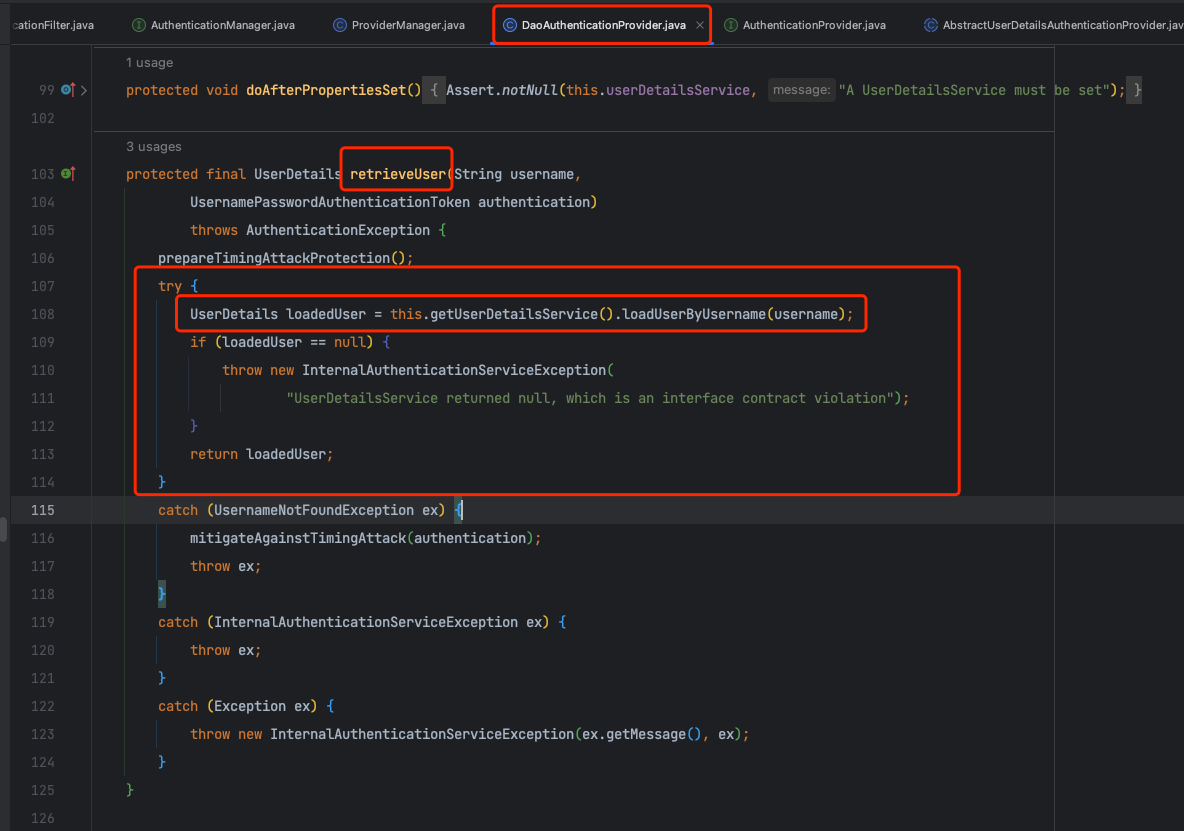 cationFilter.java AuthenticationManager.java ProviderManager.java DaoAuthenticationProvider.java × AuthenticationProvider.java AbstractUserDetailsAuthenticationProvider.jav
1 usage
99 protected void doAfterPropertiesSet() { Assert.notNull(this.userDetailsService, message: "A UserDetailsService must be set"); }
102
3 usages
103 protected final UserDetails retrieveUser(String username,
104 UsernamePasswordAuthenticationToken authentication)
105 throws AuthenticationException {
106 prepareTimingAttackProtection();
107 try {
108 UserDetails loadedUser = this.getUserDetailsService().loadUserByUsername(username);
109 if (loadedUser == null) {
110 throw new InternalAuthenticationServiceException(
111 "UserDetailsService returned null, which is an interface contract violation");
112 }
113 return loadedUser;
114 }
115 catch (UsernameNotFoundException ex) {
116 mitigateAgainstTimingAttack(authentication);
117 throw ex;
118 }
119 catch (InternalAuthenticationServiceException ex) {
120 throw ex;
121 }
122 catch (Exception ex) {
123 throw new InternalAuthenticationServiceException(ex.getMessage(), ex);
124 }
125 }
126